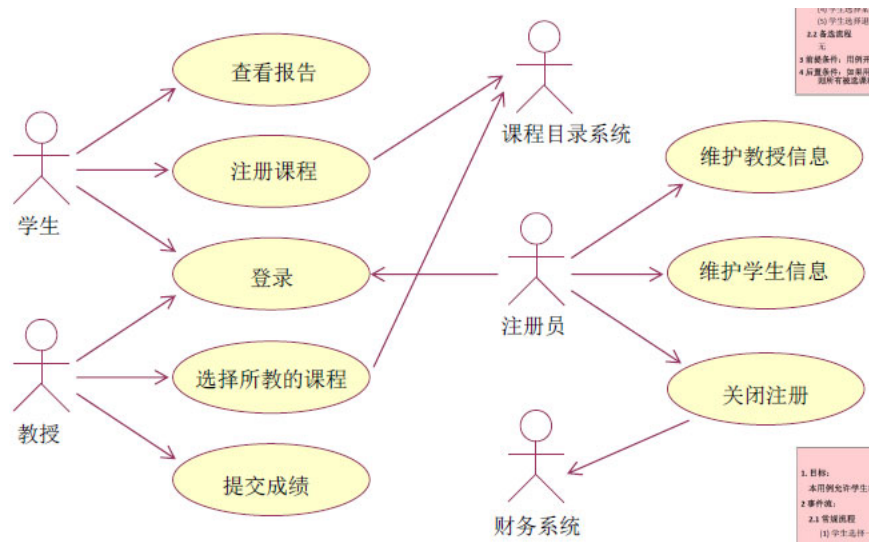 (5) 学生选择退
2.2 备选流程
无
3 前提条件：用例开
4 后置条件：如果用
则所有被选课
查看报告
课程目录系统
注册课程
维护教授信息
学生
登录
维护学生信息
注册员
选择所教的课程
关闭注册
教授
提交成绩
财务系统
1. 目标：
本用例允许学生
2 事件流：
2.1 常规流程
(1) 学生选择一